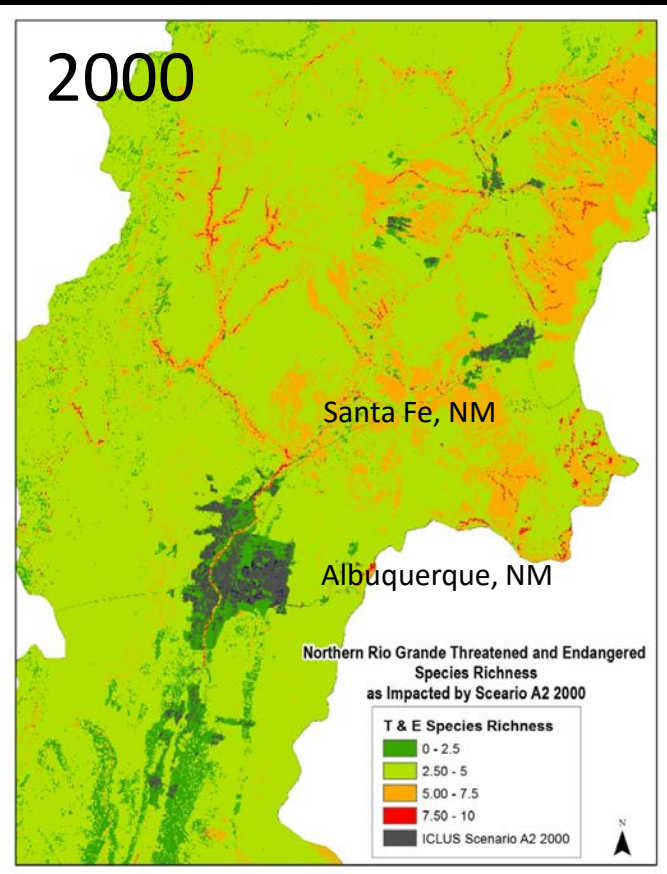 2000
Santa Fe, NM
Albuquerque, NM
Northern Rio Grande Threatened and Endangered
Species Richness
as Impacted by Sceario A2 2000
T & E Species Richness
0 - 2.5
2.50 - 5
5.00 - 7.5
7.50 - 10
ICLUS Scenario A2 2000
N